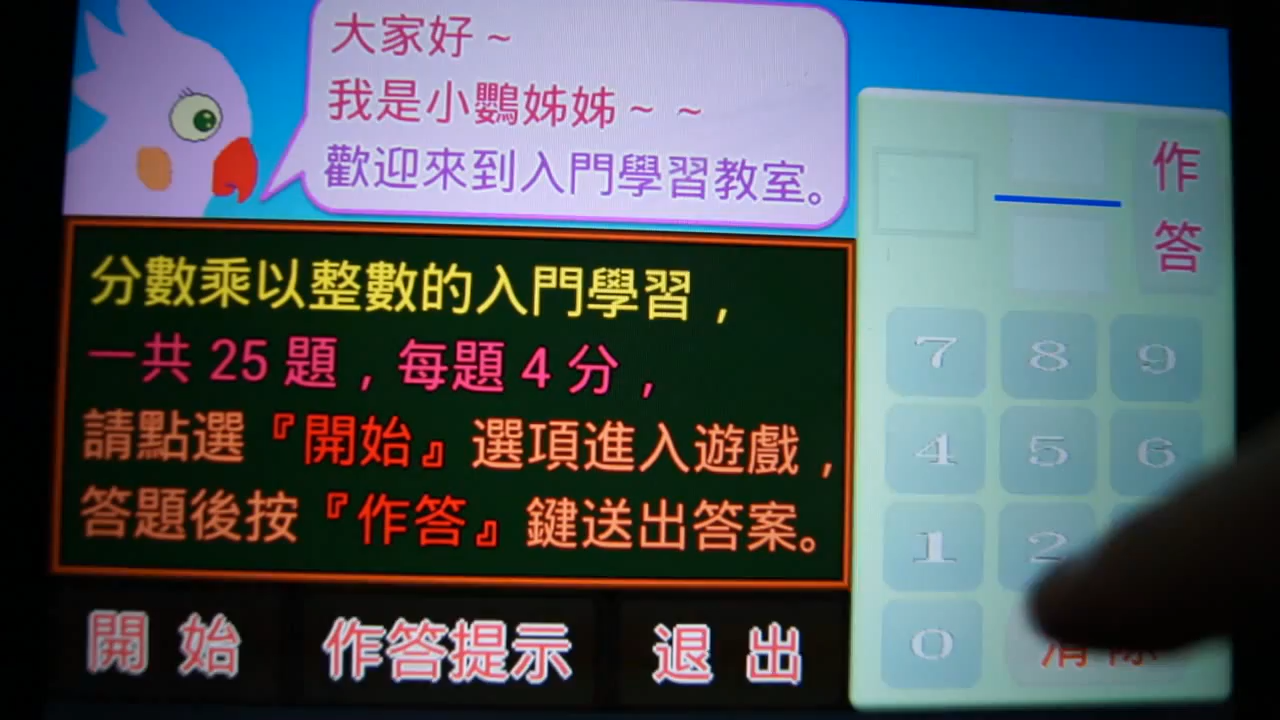 大家好～
我是小鸚姊姊～～
歡迎來到入門學習教室。
分數乘以整數的入門學習，
一共25題，每題4分，
請點選『開始』選項進入遊戲，
答題後按『作答』鍵送出答案。
開始
作答提示
退出
作答
7 8 9
4 5 6
1 2
0